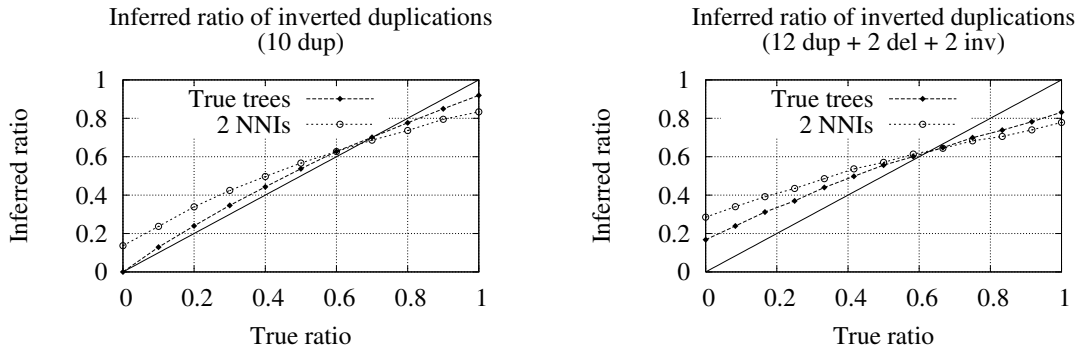 Inferred ratio of inverted duplications
(10 dup)
1
0.8
0.6
0.4
0.2
0
True trees
2 NNIs
Inferred ratio
0 0.2 0.4 0.6 0.8 1
True ratio
Inferred ratio of inverted duplications
(12 dup + 2 del + 2 inv)
1
0.8
0.6
0.4
0.2
0
True trees
2 NNIs
Inferred ratio
0 0.2 0.4 0.6 0.8 1
True ratio